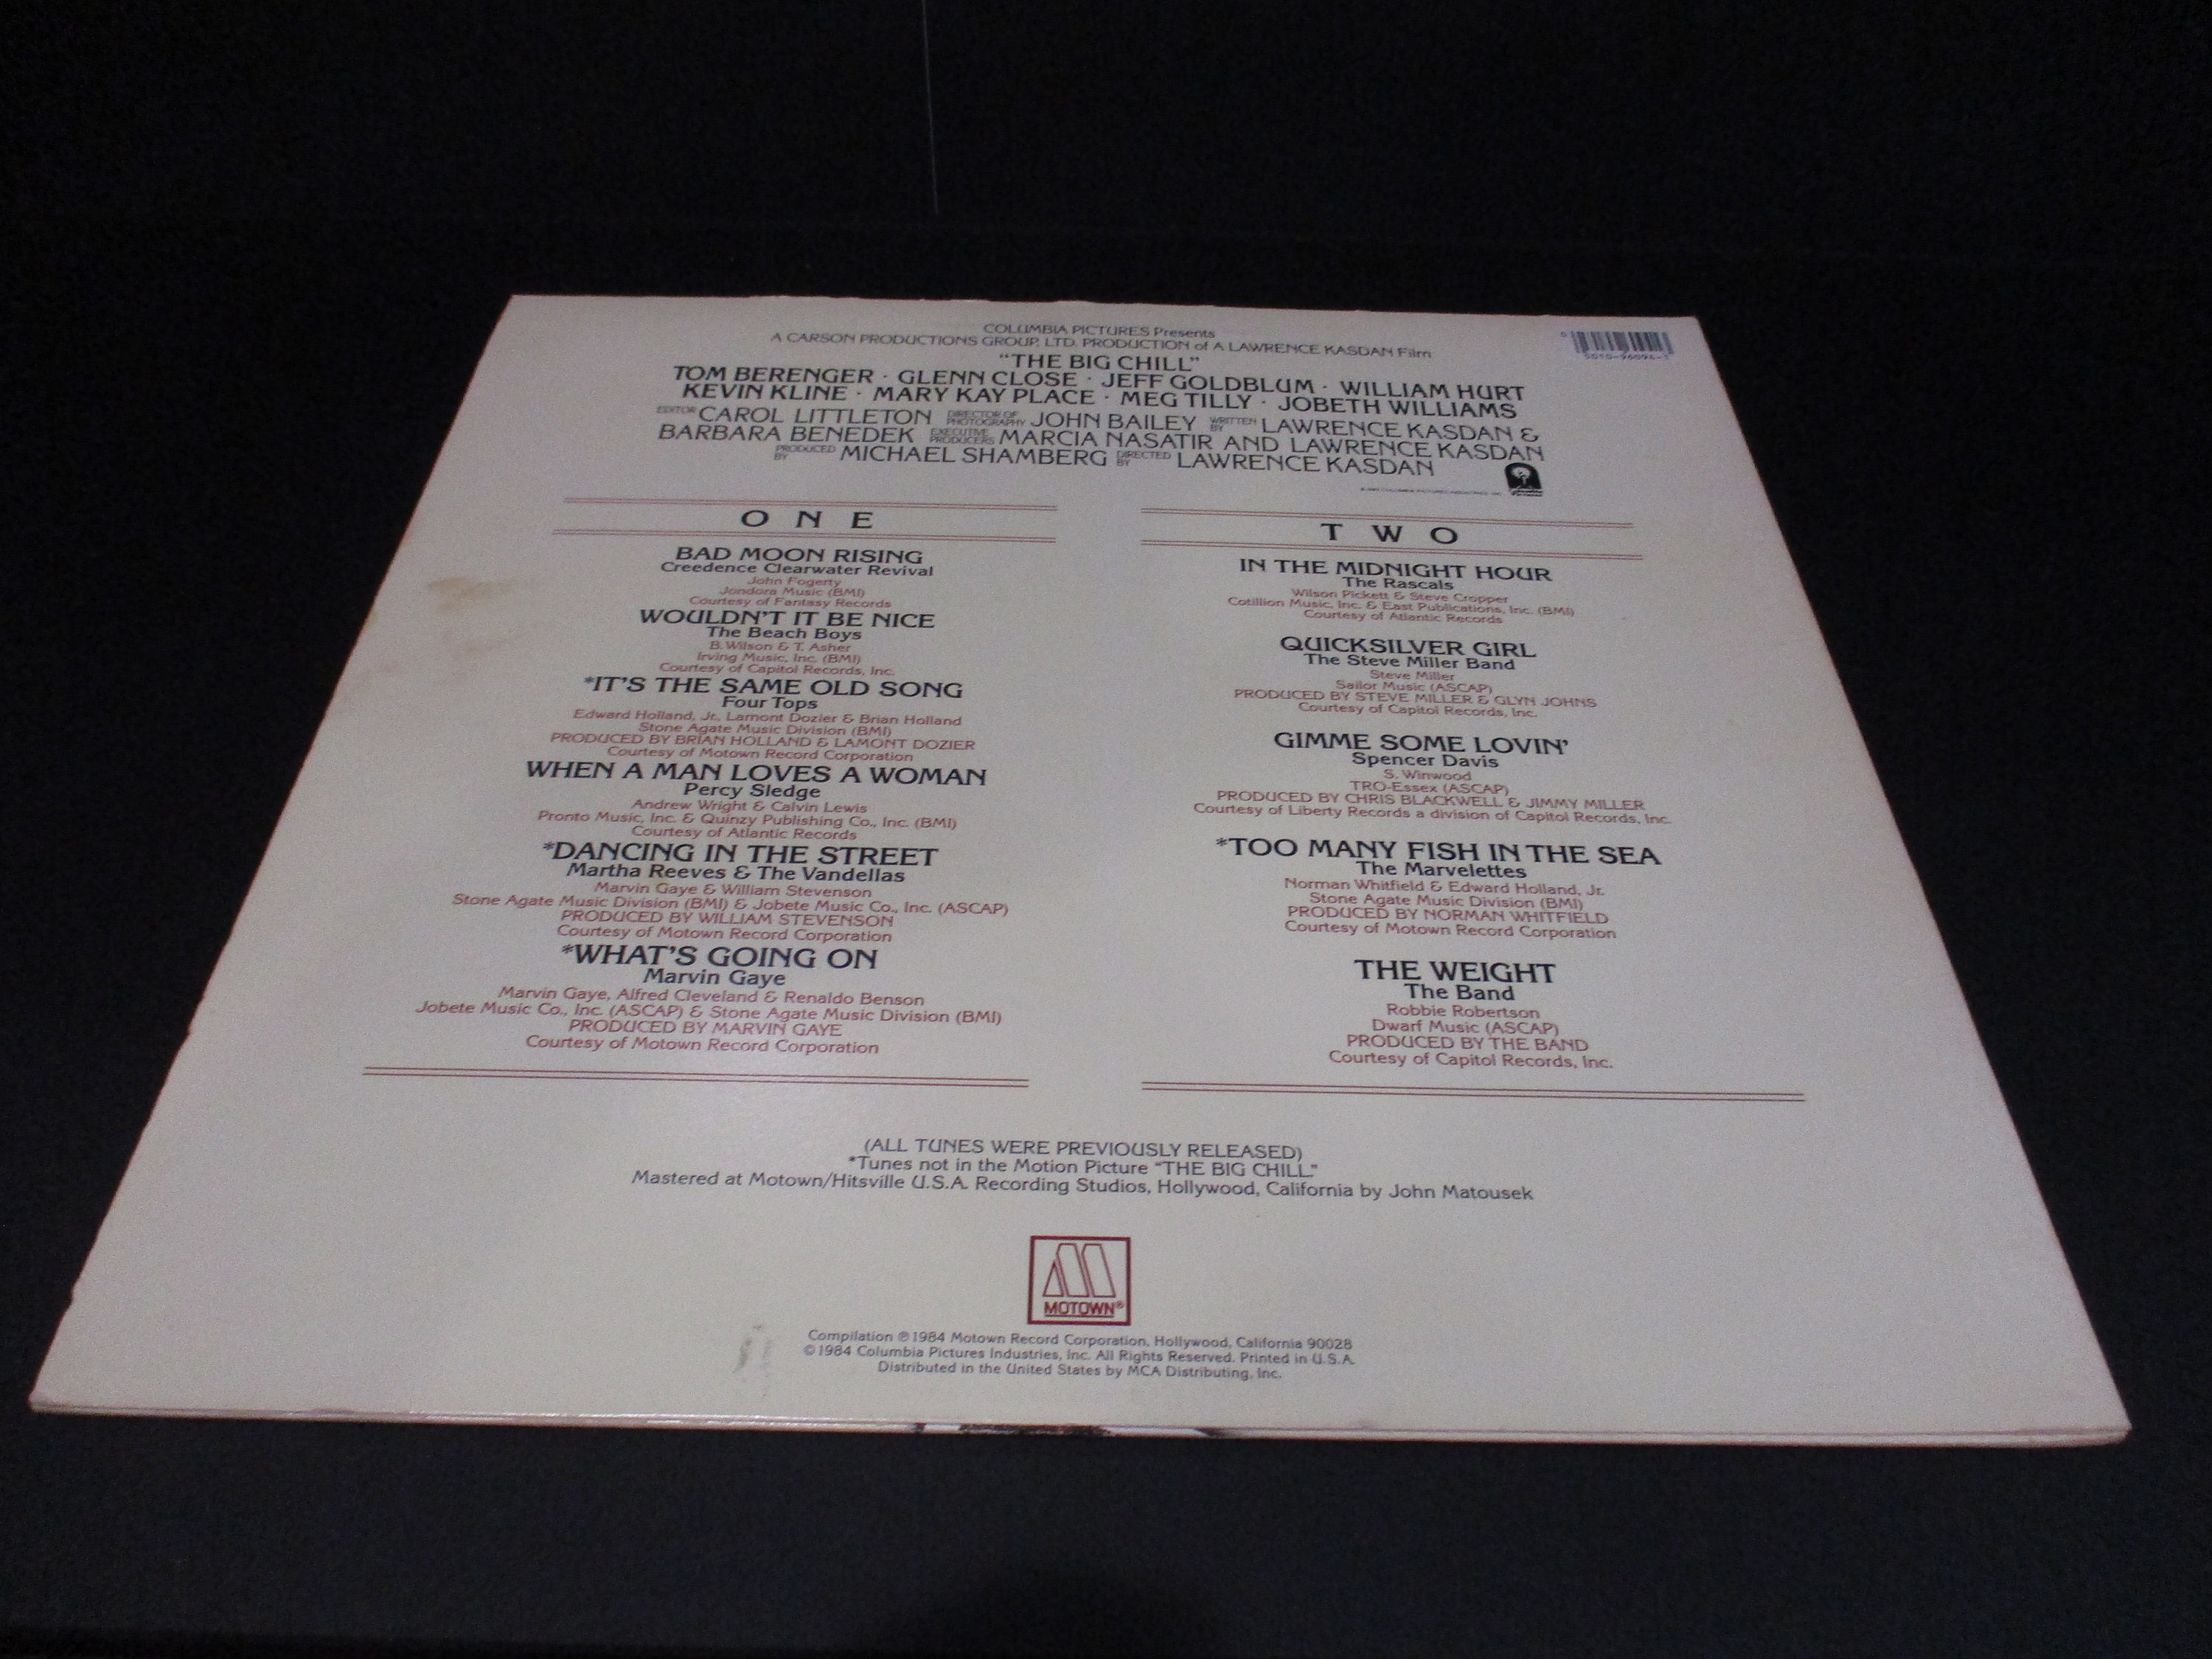 COLUMBIA PICTURES Presents
A CARSON PRODUCTIONS GROUP, LTD. PRODUCTION of A LAWRENCE KASDAN Film
"THE BIG CHILL"
TOM BERENGER · GLENN CLOSE · JEFF GOLDBLUM · WILLIAM HURT
KEVIN KLINE · MARY KAY PLACE · MEG TILLY · JOBETH WILLIAMS
EDITOR CAROL LITTLETON DIRECTOR OF PHOTOGRAPHY JOHN BAILEY WRITTEN BY LAWRENCE KASDAN &
BARBARA BENEDEK EXECUTIVE PRODUCERS MARCIA NASATIR AND LAWRENCE KASDAN
PRODUCED BY MICHAEL SHAMBERG DIRECTED BY LAWRENCE KASDAN
ONE
BAD MOON RISING
Creedence Clearwater Revival
John Fogerty
Jondora Music (BMI)
Courtesy of Fantasy Records
WOULDN'T IT BE NICE
The Beach Boys
B. Wilson & T. Asher
Irving Music, Inc. (BMI)
Courtesy of Capitol Records, Inc.
*IT'S THE SAME OLD SONG
Four Tops
Edward Holland, Jr., Lamont Dozier & Brian Holland
Stone Agate Music Division (BMI)
PRODUCED BY BRIAN HOLLAND & LAMONT DOZIER
Courtesy of Motown Record Corporation
WHEN A MAN LOVES A WOMAN
Percy Sledge
Andrew Wright & Calvin Lewis
Pronto Music, Inc. & Quinzy Publishing Co., Inc. (BMI)
Courtesy of Atlantic Records
*DANCING IN THE STREET
Martha Reeves & The Vandellas
Marvin Gaye & William Stevenson
Stone Agate Music Division (BMI) & Jobete Music Co., Inc. (ASCAP)
PRODUCED BY WILLIAM STEVENSON
Courtesy of Motown Record Corporation
*WHAT'S GOING ON
Marvin Gaye
Marvin Gaye, Alfred Cleveland & Renaldo Benson
Jobete Music Co., Inc. (ASCAP) & Stone Agate Music Division (BMI)
PRODUCED BY MARVIN GAYE
Courtesy of Motown Record Corporation
TWO
IN THE MIDNIGHT HOUR
The Rascals
Wilson Pickett & Steve Cropper
Cotillion Music, Inc. & East Publications, Inc. (BMI)
Courtesy of Atlantic Records
QUICKSILVER GIRL
The Steve Miller Band
Steve Miller
Sailor Music (ASCAP)
PRODUCED BY STEVE MILLER & GLYN JOHNS
Courtesy of Capitol Records, Inc.
GIMME SOME LOVIN'
Spencer Davis
S. Winwood
TRO-Essex (ASCAP)
PRODUCED BY CHRIS BLACKWELL & JIMMY MILLER
Courtesy of Liberty Records a division of Capitol Records, Inc.
*TOO MANY FISH IN THE SEA
The Marvelettes
Norman Whitfield & Edward Holland, Jr.
Stone Agate Music Division (BMI)
PRODUCED BY NORMAN WHITFIELD
Courtesy of Motown Record Corporation
THE WEIGHT
The Band
Robbie Robertson
Dwarf Music (ASCAP)
PRODUCED BY THE BAND
Courtesy of Capitol Records, Inc.
(ALL TUNES WERE PREVIOUSLY RELEASED)
*Tunes not in the Motion Picture "THE BIG CHILL."
Mastered at Motown/Hitsville U.S.A. Recording Studios, Hollywood, California by John Matousek
MOTOWN®
Compilation ℗ 1984 Motown Record Corporation, Hollywood, California 90028
© 1984 Columbia Pictures Industries, Inc. All Rights Reserved. Printed in U.S.A.
Distributed in the United States by MCA Distributing, Inc.